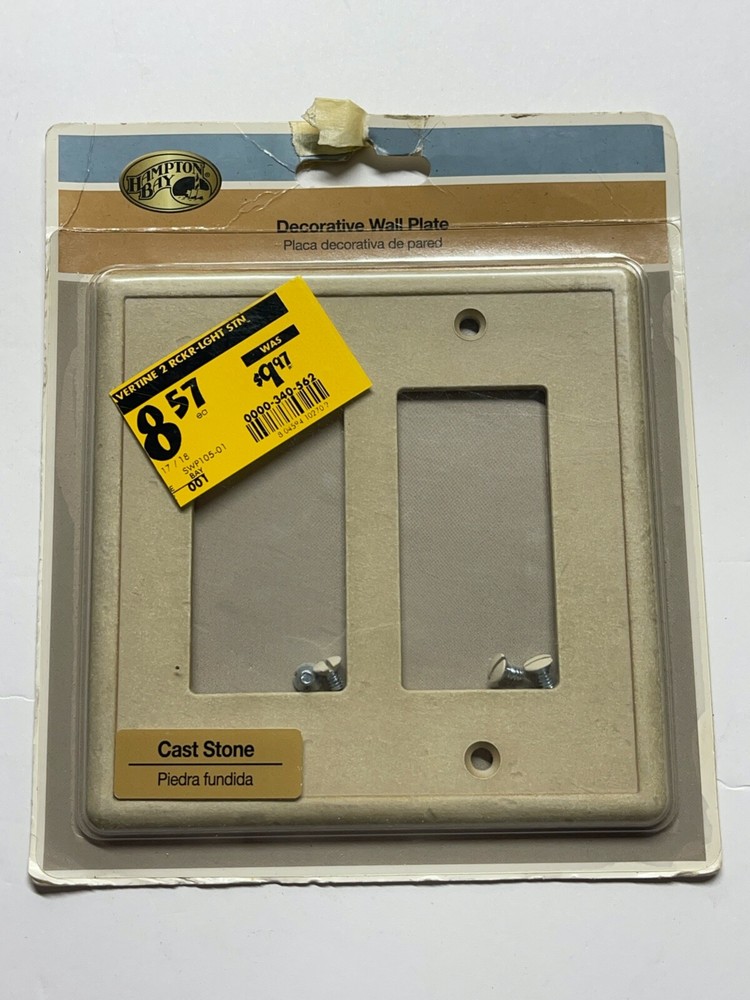 HAMPTON
BAY
Decorative Wall Plate
Placa decorativa de pared
VERTINE 2 RCKR-LGHT STN
8 57
ea
WAS
$9.97
0000-340-562
17/18
SWP105-01
BAY
001
Cast Stone
Piedra fundida